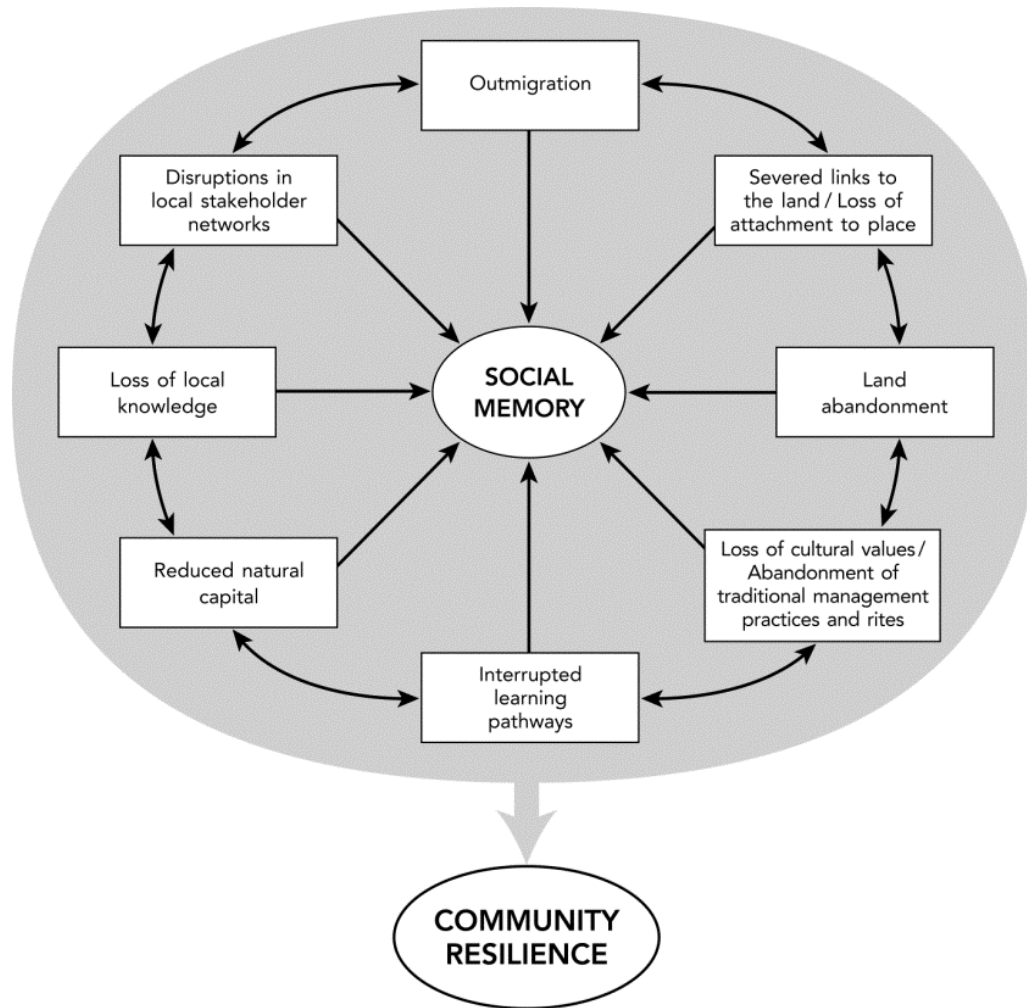 Outmigration
Disruptions in
local stakeholder
networks
Severed links to
the land / Loss of
attachment to place
Loss of local
knowledge
SOCIAL
MEMORY
Land
abandonment
Reduced natural
capital
Loss of cultural values/
Abandonment of
traditional management
practices and rites
Interrupted
learning
pathways
COMMUNITY
RESILIENCE